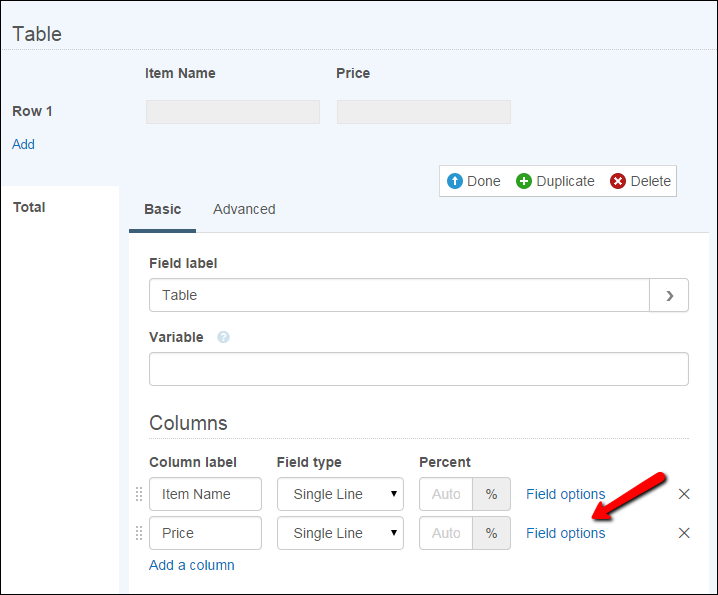 Table
Item Name Price
Row 1
Add
Done Duplicate Delete
Total
Basic Advanced
Field label
Table
Variable ?
Columns
Column label Field type Percent
Item Name Single Line Auto % Field options
Price Single Line Auto % Field options
Add a column